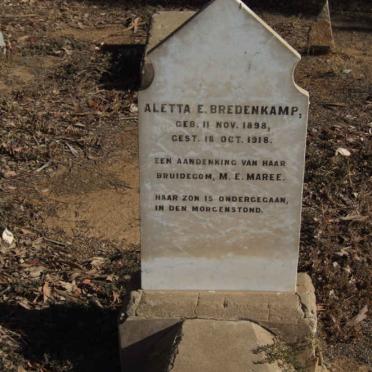 ALETTA E. BREDENKAMP,
GEB. 11 NOV. 1898,
GEST. 18 OCT. 1918.
EEN AANDENKING VAN HAAR
BRUIDEGOM, M. E. MAREE.
HAAR ZON IS ONDERGEGAAN,
IN DEN MORGENSTOND.